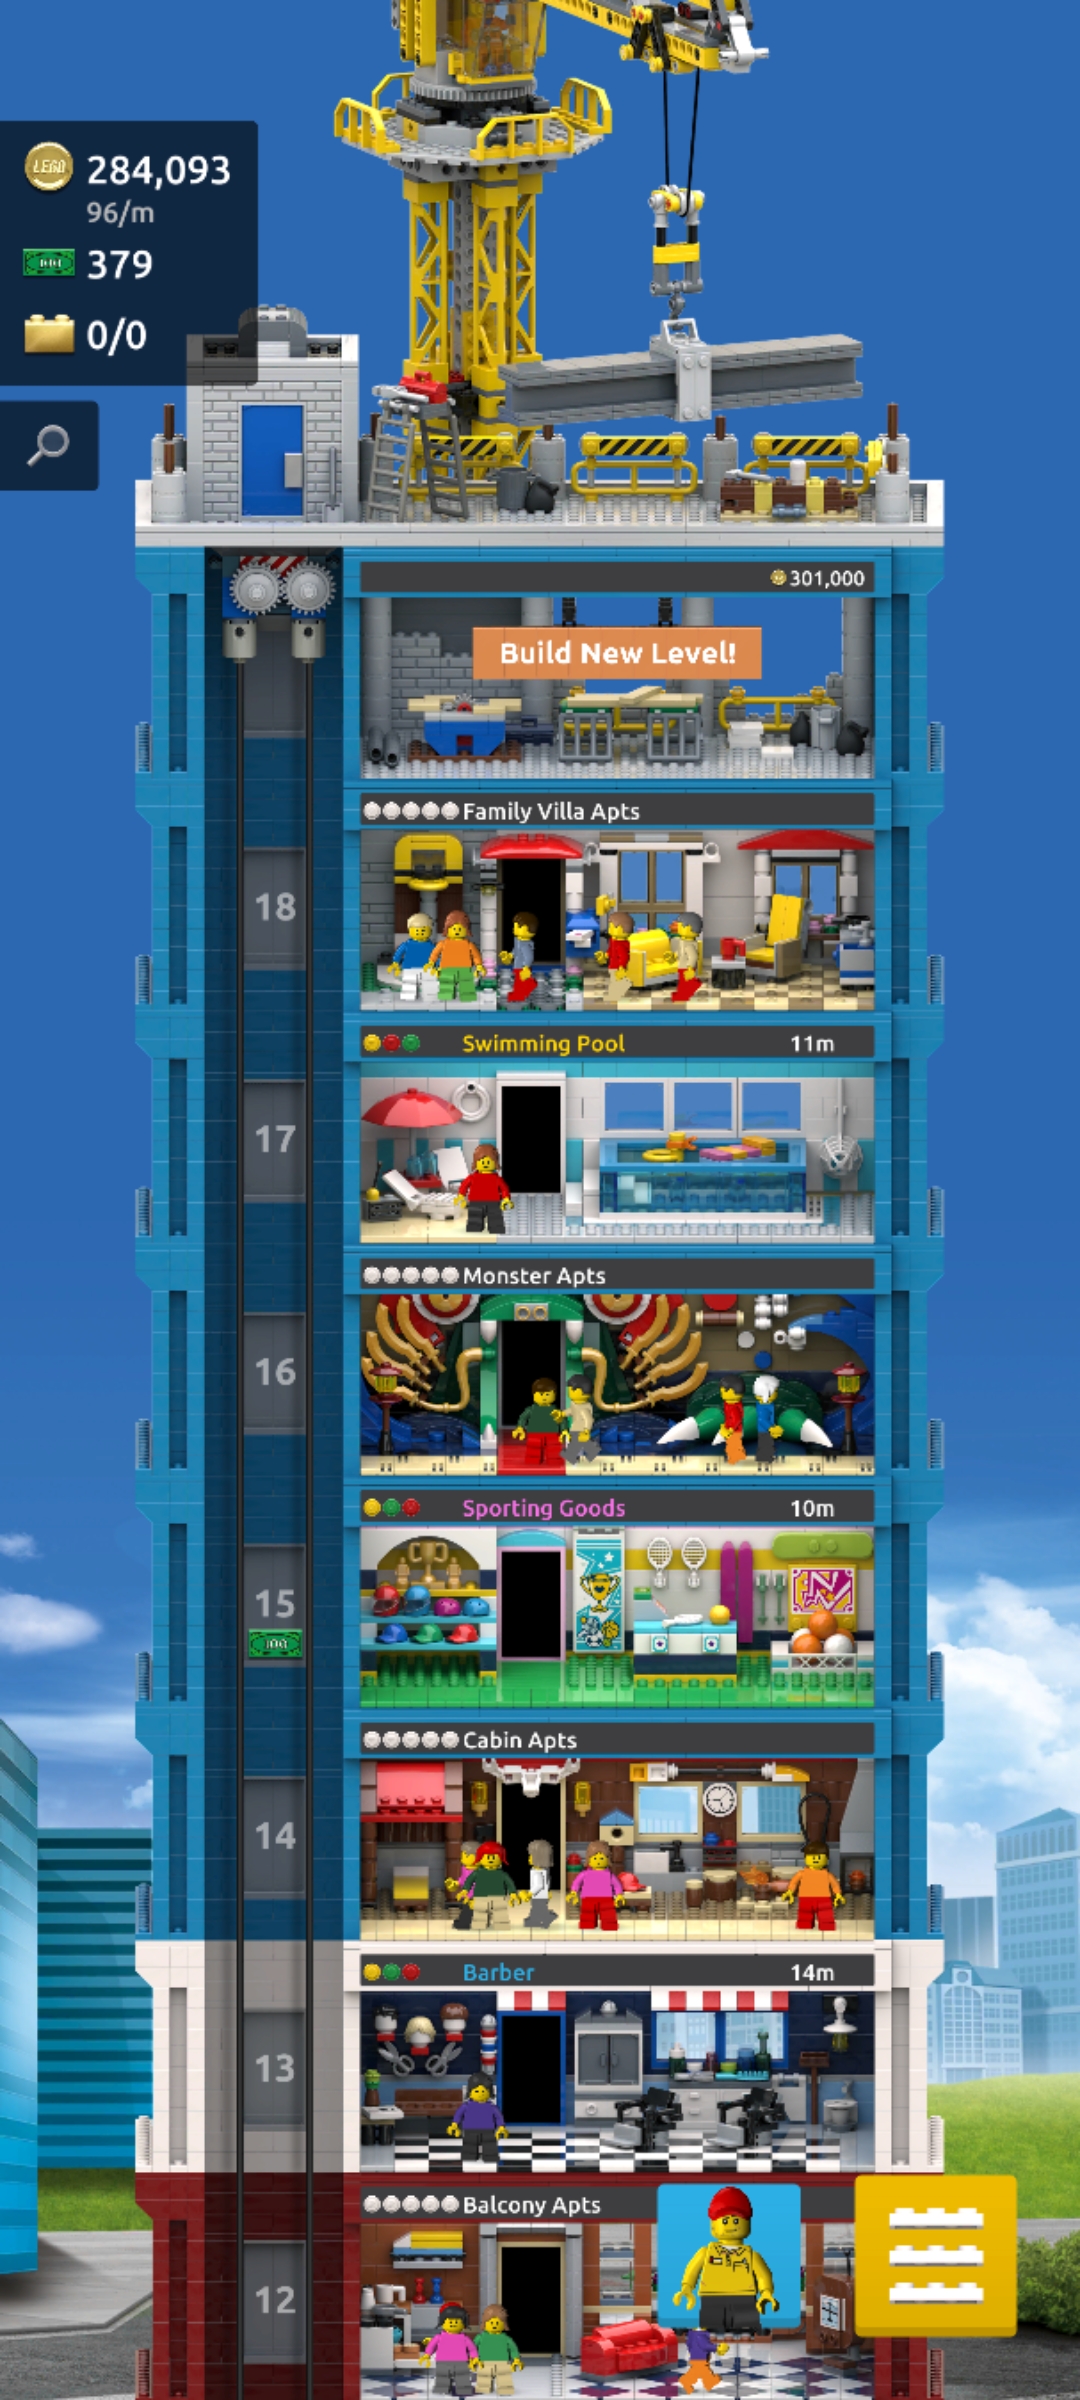 LEGO
284,093
96/m
379
0/0
301,000
Build New Level!
Family Villa Apts
18
Swimming Pool 11m
17
Monster Apts
16
Sporting Goods 10m
15
100
Cabin Apts
14
Barber 14m
13
Balcony Apts
12